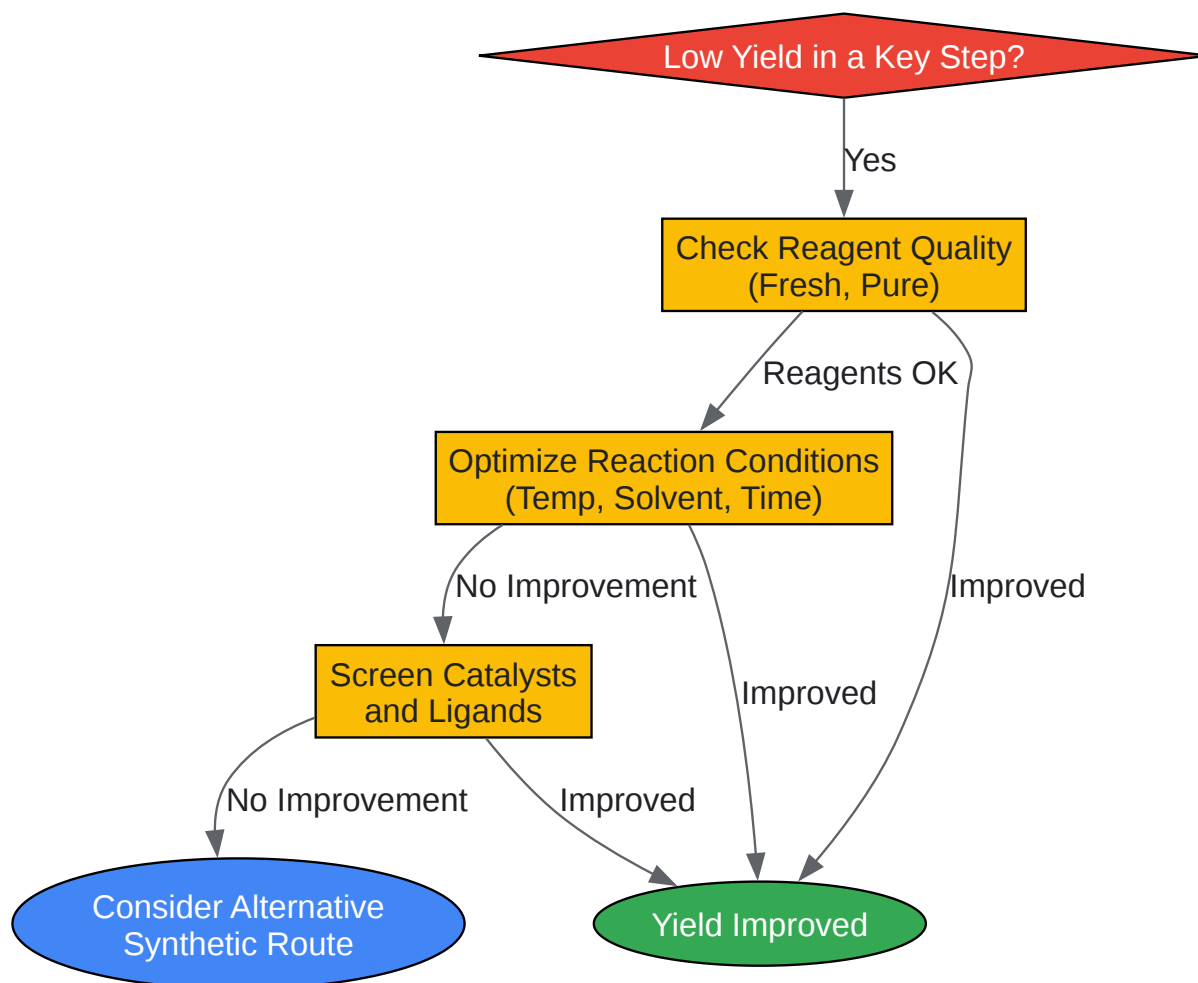 Low Yield in a Key Step?
Yes
Check Reagent Quality
(Fresh, Pure)
Reagents OK
Optimize Reaction Conditions
(Temp, Solvent, Time)
No Improvement
Improved
Screen Catalysts
and Ligands
Improved
No Improvement
Improved
Consider Alternative
Synthetic Route
Yield Improved